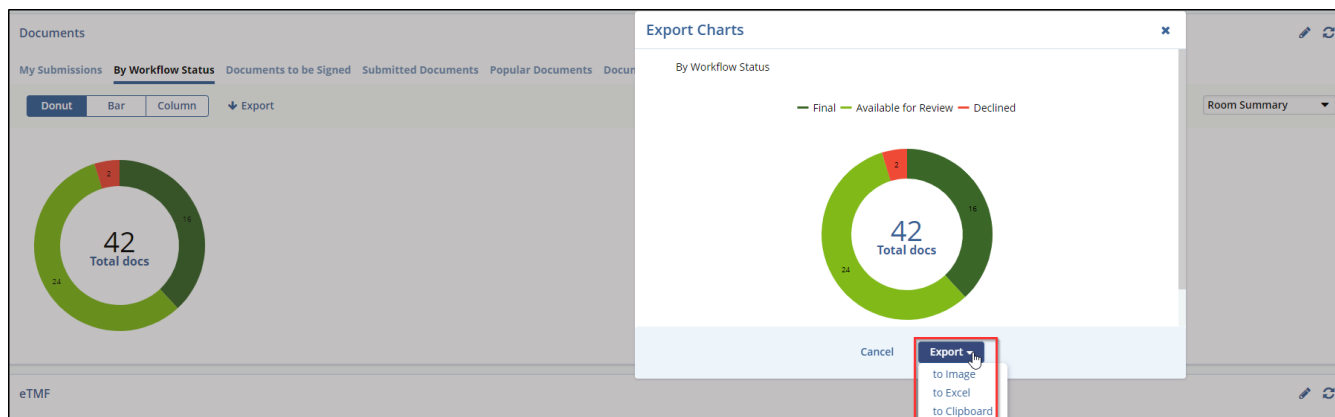 Documents
My Submissions By Workflow Status Documents to be Signed Submitted Documents Popular Documents
Donut Bar Column Export
Room Summary
2
16
42
Total docs
24
eTMF
Export Charts
By Workflow Status
Final Available for Review Declined
2
16
42
Total docs
24
Cancel Export
to Image
to Excel
to Clipboard